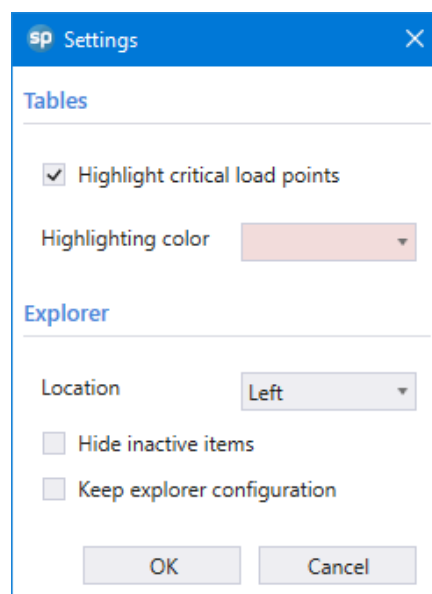 sp Settings
Tables
Highlight critical load points
Highlighting color
Explorer
Location Left
Hide inactive items
Keep explorer configuration
OK Cancel